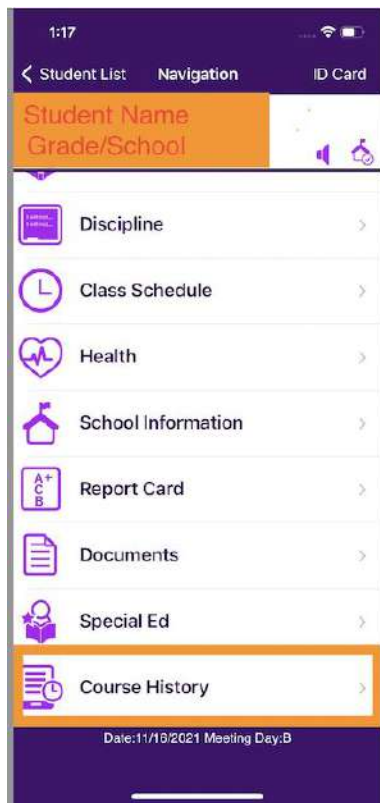 1:17
Student List Navigation ID Card
Student Name
Grade/School
Discipline
Class Schedule
Health
School Information
A+
C
B
Report Card
Documents
Special Ed
Course History
Date:11/16/2021 Meeting Day:B